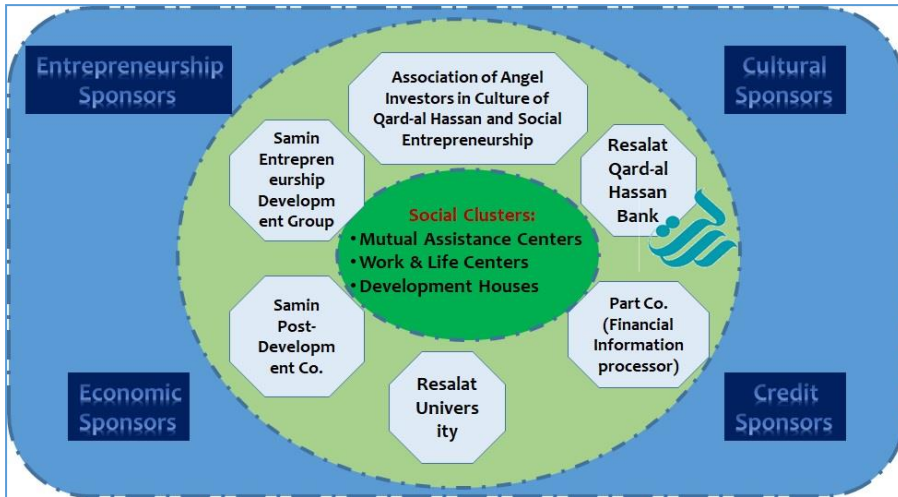 Entrepreneurship
Sponsors
Cultural
Sponsors
Association of Angel
Investors in Culture of
Qard-al Hassan and Social
Entrepreneurship
Samin
Entrepren
eurship
Developm
ent Group
Resalat
Qard-al
Hassan
Bank
Social Clusters:
• Mutual Assistance Centers
• Work & Life Centers
• Development Houses
Samin
Post-
Developm
ent Co.
Part Co.
(Financial
Information
processor)
Resalat
Univers
ity
Economic
Sponsors
Credit
Sponsors